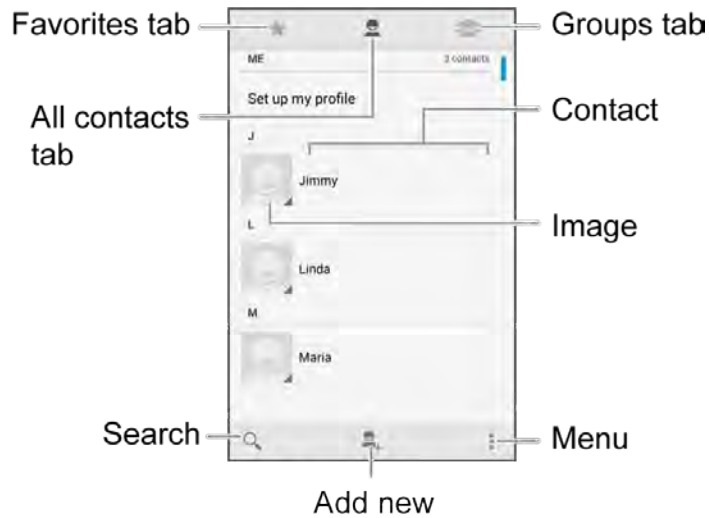 Favorites tab
Groups tab
ME
3 contacts
Set up my profile
All contacts
tab
Contact
J
Jimmy
Image
L
Linda
M
Maria
Search
Menu
Add new